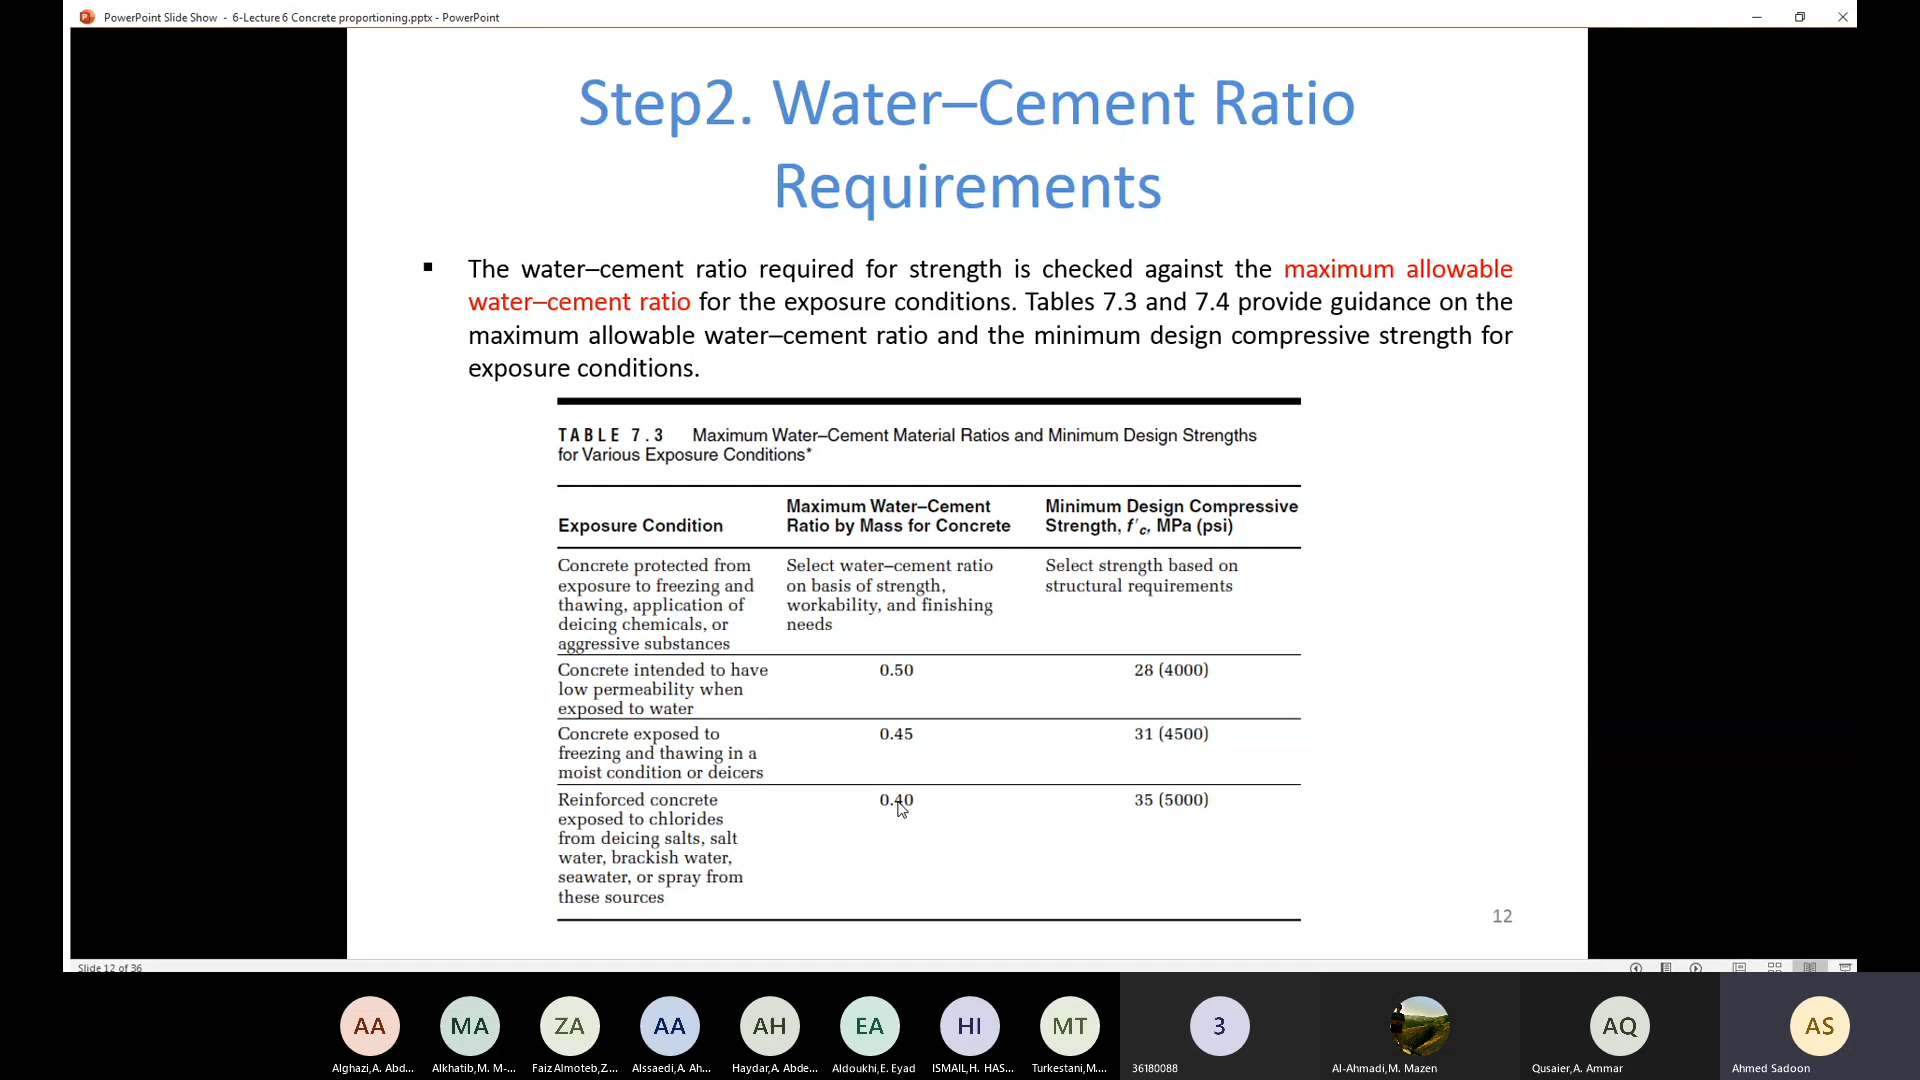 PowerPoint Slide Show - 6-Lecture 6 Concrete proportioning.pptx - PowerPoint
Step2. Water–Cement Ratio
Requirements
▪ The water–cement ratio required for strength is checked against the maximum allowable
water–cement ratio for the exposure conditions. Tables 7.3 and 7.4 provide guidance on the
maximum allowable water–cement ratio and the minimum design compressive strength for
exposure conditions.
TABLE 7.3 Maximum Water–Cement Material Ratios and Minimum Design Strengths
for Various Exposure Conditions*
Exposure Condition
Maximum Water–Cement
Ratio by Mass for Concrete
Minimum Design Compressive
Strength, f′c, MPa (psi)
Concrete protected from
exposure to freezing and
thawing, application of
deicing chemicals, or
aggressive substances
Select water–cement ratio
on basis of strength,
workability, and finishing
needs
Select strength based on
structural requirements
Concrete intended to have
low permeability when
exposed to water
0.50
28 (4000)
Concrete exposed to
freezing and thawing in a
moist condition or deicers
0.45
31 (4500)
Reinforced concrete
exposed to chlorides
from deicing salts, salt
water, brackish water,
seawater, or spray from
these sources
0.40
35 (5000)
12
Slide 12 of 36
AA
MA
ZA
AA
AH
EA
HI
MT
3
AQ
AS
Alghazi,A. Abd...
Alkhatib,M. M-...
Faiz Almoteb,Z....
Alssaedi,A. Ah...
Haydar,A. Abde...
Aldoukhi,E. Eyad
ISMAIL,H. HAS...
Turkestani,M....
36180088
Al-Ahmadi,M. Mazen
Qusaier,A. Ammar
Ahmed Sadoon